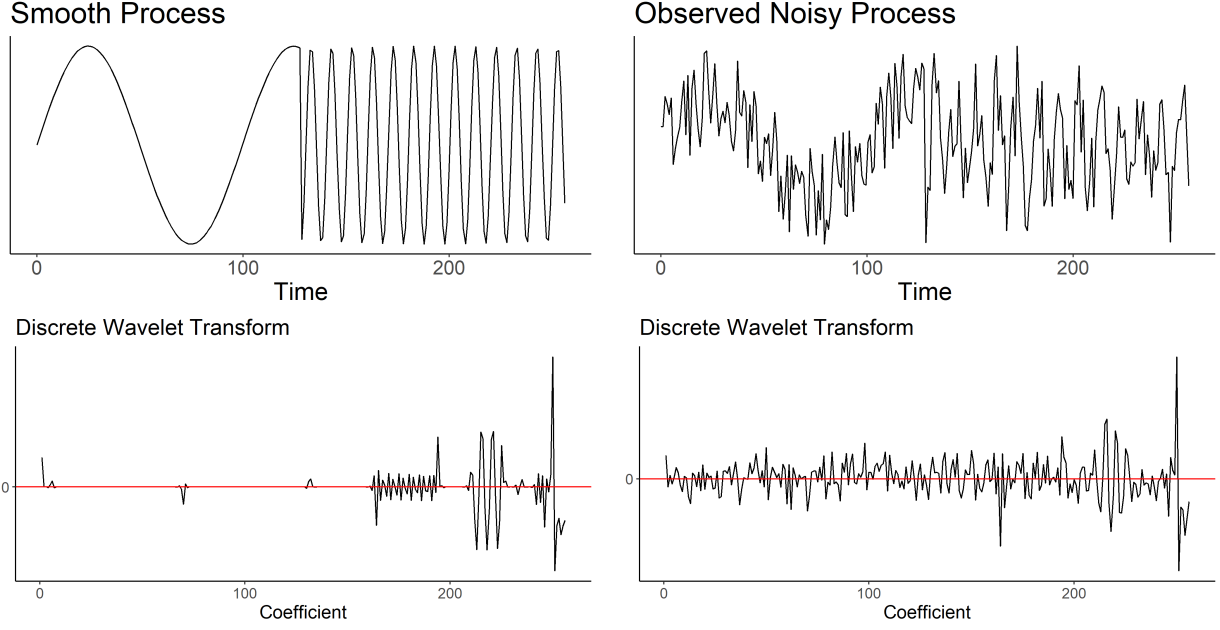 Smooth Process
0
100
200
Time
Observed Noisy Process
0
100
200
Time
Discrete Wavelet Transform
0
0
100
200
Coefficient
Discrete Wavelet Transform
0
0
100
200
Coefficient